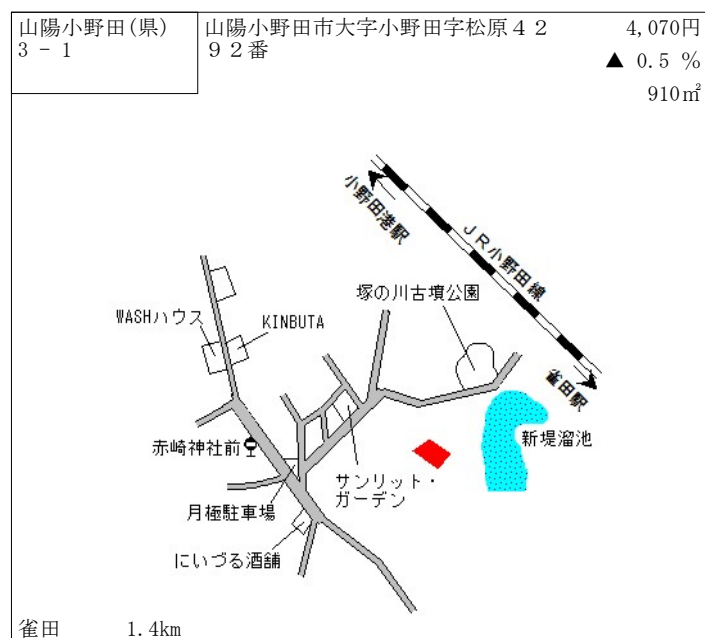 山陽小野田(県)
3 - 1
山陽小野田市大字小野田字松原４２
９２番
4,070円
▲ 0.5 %
910㎡
小野田港駅
ＪＲ小野田線
塚の川古墳公園
WASHハウス
KINBUTA
雀田駅
赤崎神社前
新堤溜池
サンリット・
ガーデン
月極駐車場
にいづる酒舗
雀田 1.4km